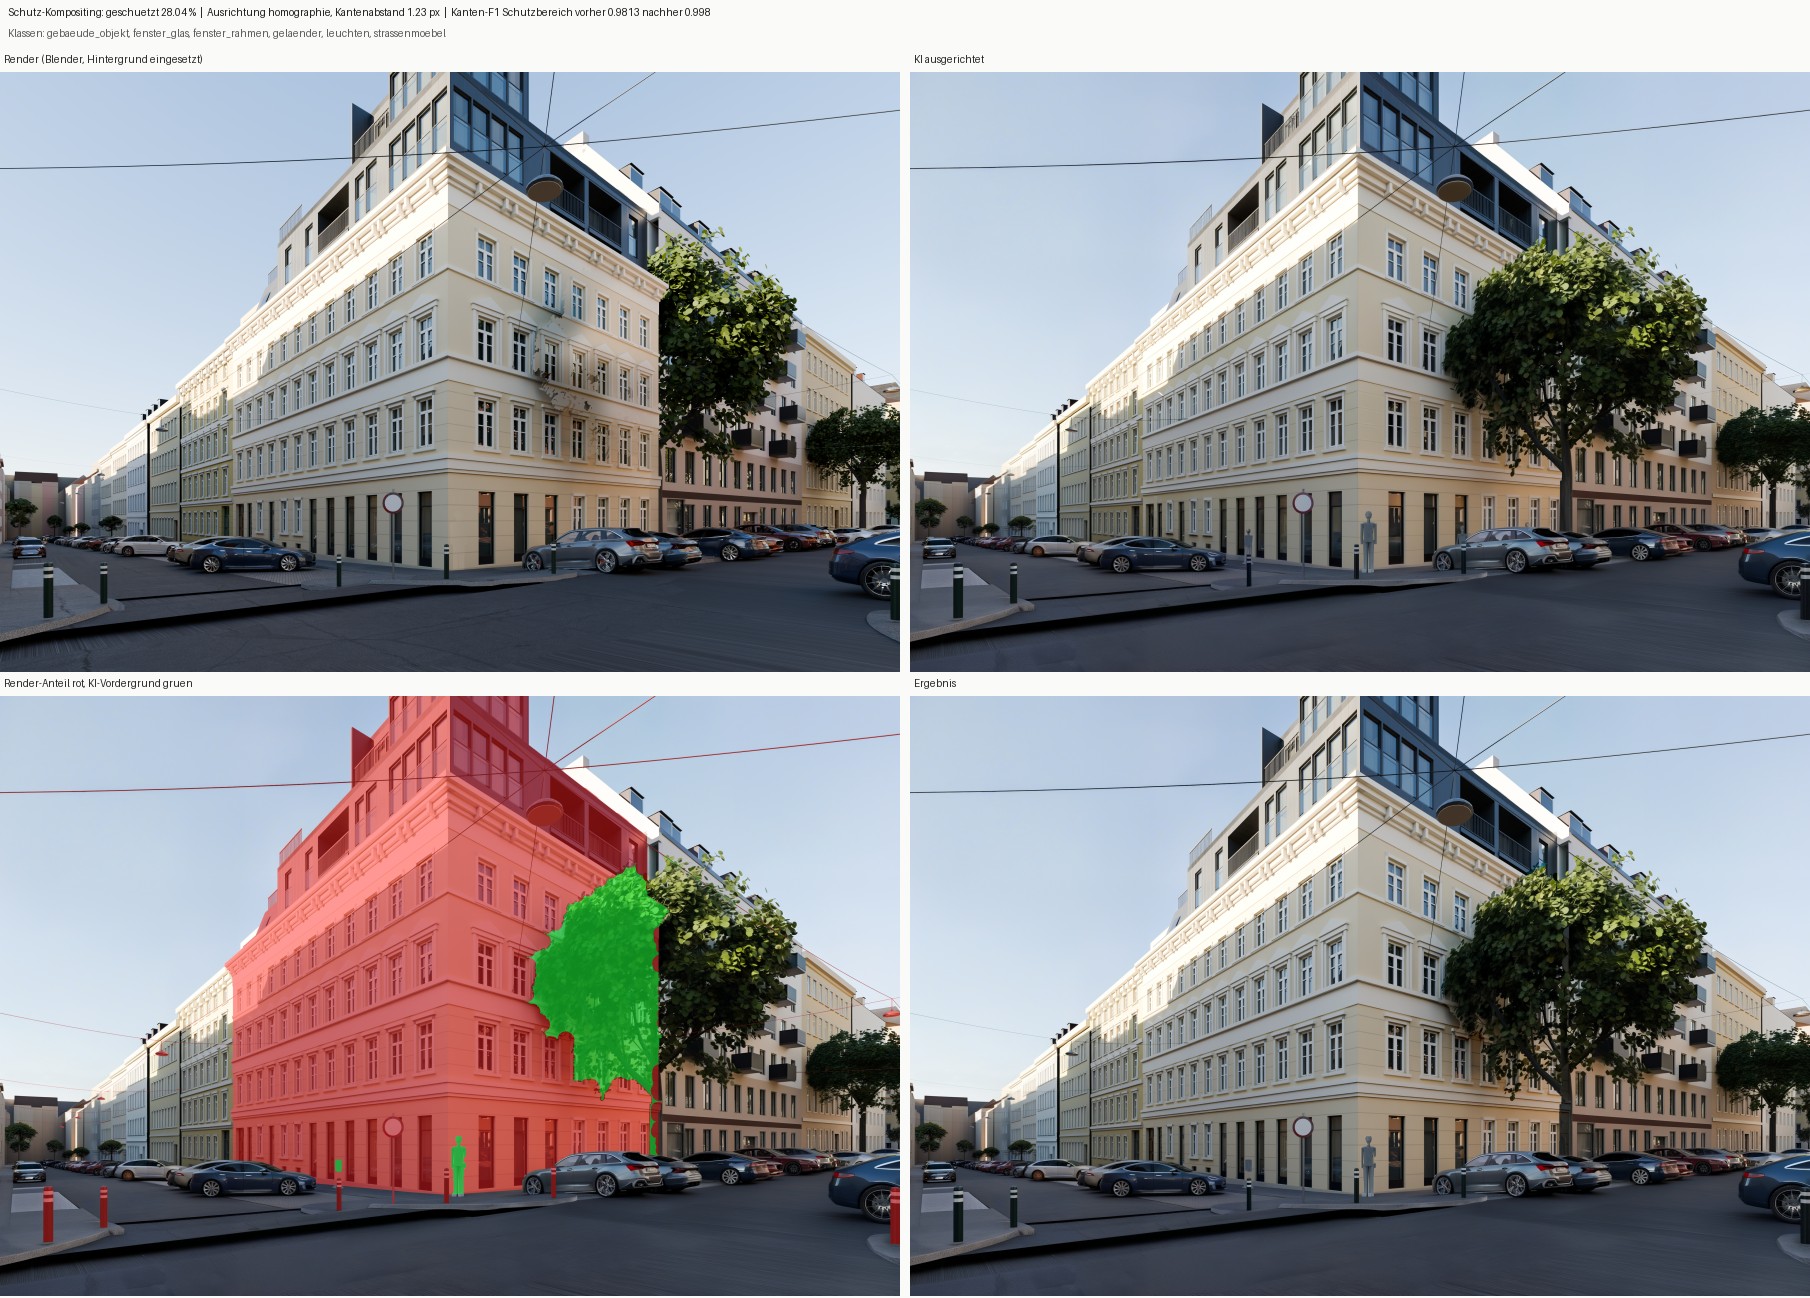 Schutz-Kompositing: geschuetzt 28.04% | Ausrichtung homographie, Kantenabstand 1.23 px | Kanten-F1 Schutzbereich vorher 0.9813 nachher 0.998
Klassen: gebaeude_objekt, fenster_glas, fenster_rahmen, gelaender, leuchten, strassenmoebel
Render (Blender, Hintergrund eingesetzt)
KI ausgerichtet
Render-Anteil rot, KI-Vordergrund gruen
Ergebnis